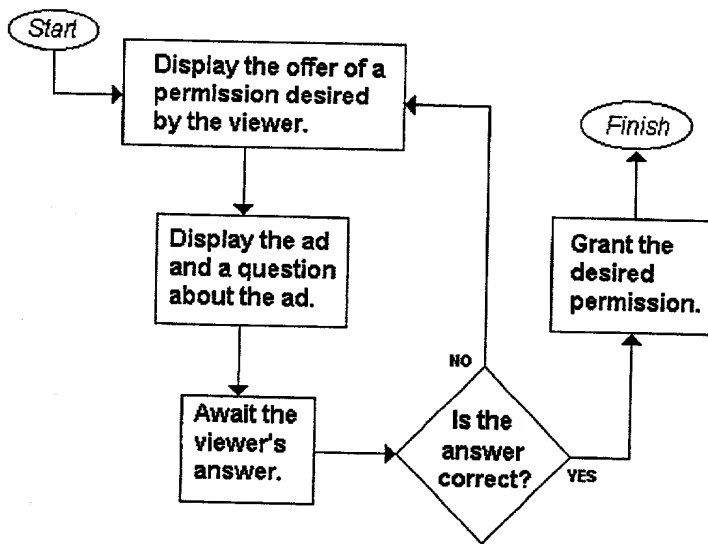 Start
Display the offer of a
permission desired
by the viewer.
Display the ad
and a question
about the ad.
Await the
viewer's
answer.
Is the
answer
correct?
NO
YES
Grant the
desired
permission.
Finish